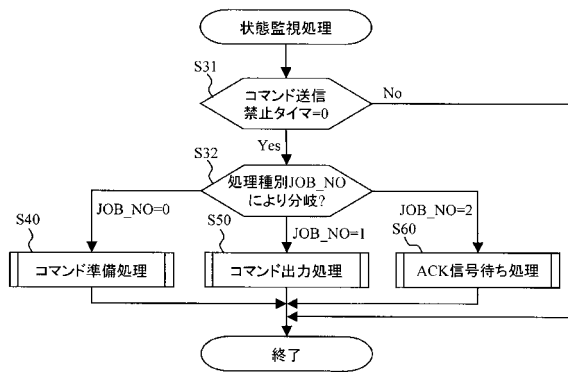 状態監視処理
S31
コマンド送信
禁止タイマ=0
No
Yes
S32
処理種別JOB_NO
により分岐?
JOB_NO=0
JOB_NO=1
JOB_NO=2
S40
コマンド準備処理
S50
コマンド出力処理
S60
ACK信号待ち処理
終了